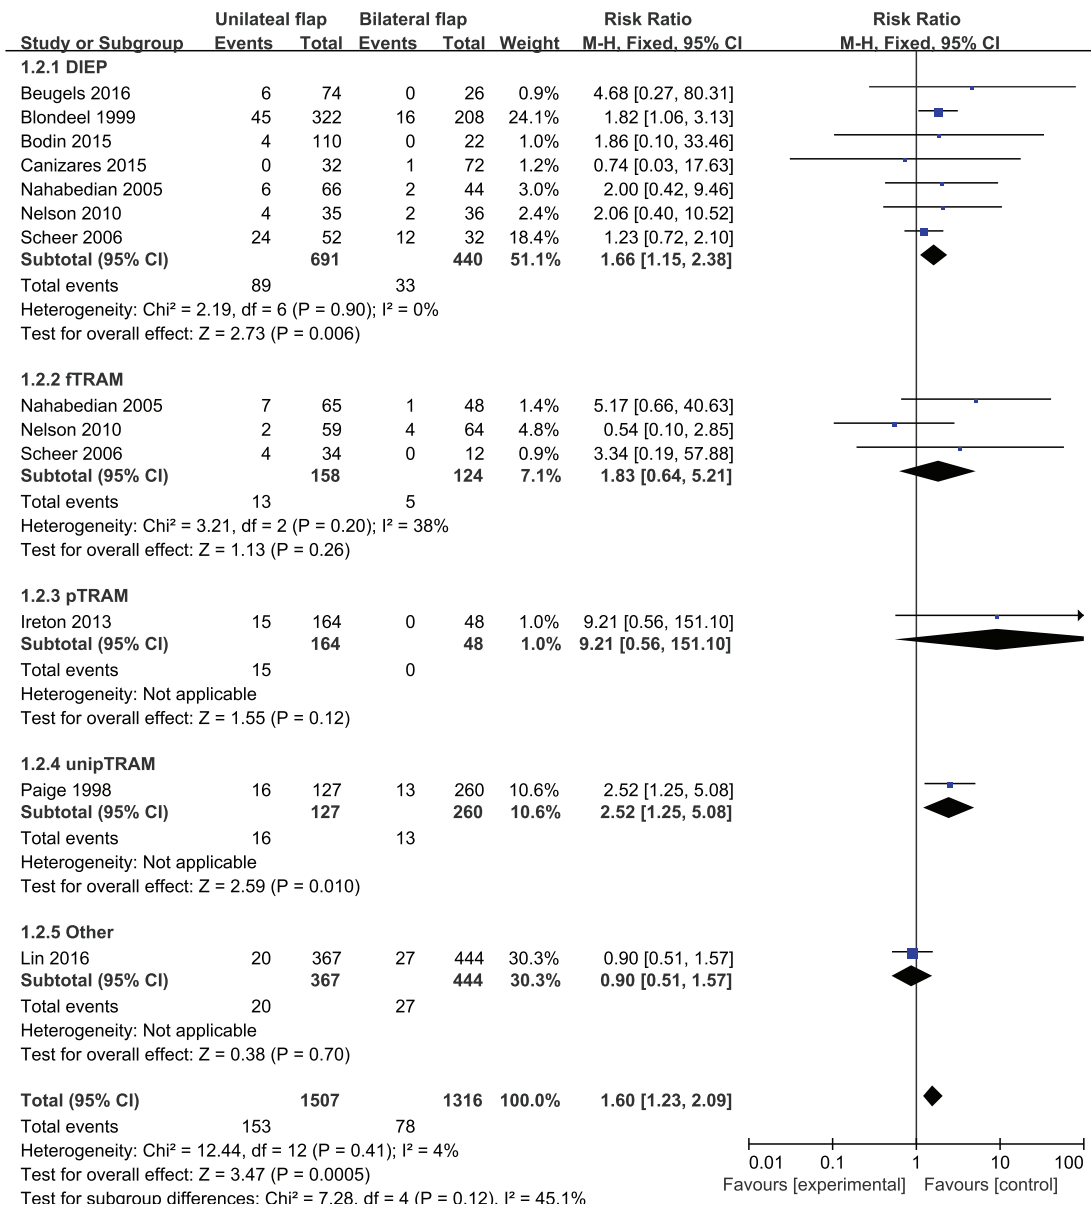 Unilateal flap Bilateral flap Risk Ratio Risk Ratio
Study or Subgroup Events Total Events Total Weight M-H, Fixed, 95% CI M-H, Fixed, 95% CI
1.2.1 DIEP
Beugels 2016 6 74 0 26 0.9% 4.68 [0.27, 80.31]
Blondeel 1999 45 322 16 208 24.1% 1.82 [1.06, 3.13]
Bodin 2015 4 110 0 22 1.0% 1.86 [0.10, 33.46]
Canizares 2015 0 32 1 72 1.2% 0.74 [0.03, 17.63]
Nahabedian 2005 6 66 2 44 3.0% 2.00 [0.42, 9.46]
Nelson 2010 4 35 2 36 2.4% 2.06 [0.40, 10.52]
Scheer 2006 24 52 12 32 18.4% 1.23 [0.72, 2.10]
Subtotal (95% CI) 691 440 51.1% 1.66 [1.15, 2.38]
Total events 89 33
Heterogeneity: Chi² = 2.19, df = 6 (P = 0.90); I² = 0%
Test for overall effect: Z = 2.73 (P = 0.006)
1.2.2 fTRAM
Nahabedian 2005 7 65 1 48 1.4% 5.17 [0.66, 40.63]
Nelson 2010 2 59 4 64 4.8% 0.54 [0.10, 2.85]
Scheer 2006 4 34 0 12 0.9% 3.34 [0.19, 57.88]
Subtotal (95% CI) 158 124 7.1% 1.83 [0.64, 5.21]
Total events 13 5
Heterogeneity: Chi² = 3.21, df = 2 (P = 0.20); I² = 38%
Test for overall effect: Z = 1.13 (P = 0.26)
1.2.3 pTRAM
Ireton 2013 15 164 0 48 1.0% 9.21 [0.56, 151.10]
Subtotal (95% CI) 164 48 1.0% 9.21 [0.56, 151.10]
Total events 15 0
Heterogeneity: Not applicable
Test for overall effect: Z = 1.55 (P = 0.12)
1.2.4 unipTRAM
Paige 1998 16 127 13 260 10.6% 2.52 [1.25, 5.08]
Subtotal (95% CI) 127 260 10.6% 2.52 [1.25, 5.08]
Total events 16 13
Heterogeneity: Not applicable
Test for overall effect: Z = 2.59 (P = 0.010)
1.2.5 Other
Lin 2016 20 367 27 444 30.3% 0.90 [0.51, 1.57]
Subtotal (95% CI) 367 444 30.3% 0.90 [0.51, 1.57]
Total events 20 27
Heterogeneity: Not applicable
Test for overall effect: Z = 0.38 (P = 0.70)
Total (95% CI) 1507 1316 100.0% 1.60 [1.23, 2.09]
Total events 153 78
Heterogeneity: Chi² = 12.44, df = 12 (P = 0.41); I² = 4%
Test for overall effect: Z = 3.47 (P = 0.0005)
Test for subgroup differences: Chi² = 7.28, df = 4 (P = 0.12), I² = 45.1%
0.01 0.1 1 10 100
Favours [experimental] Favours [control]